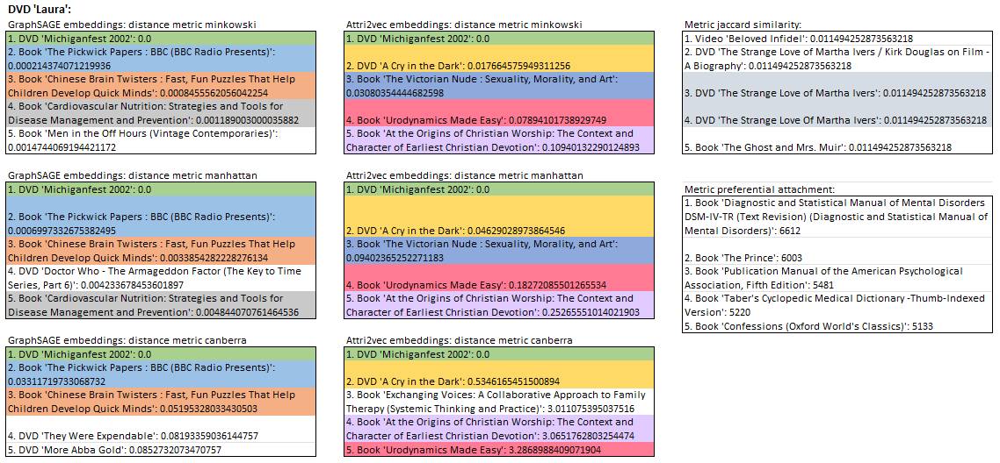 DVD 'Laura':
GraphSAGE embeddings: distance metric minkowski
1. DVD 'Michiganfest 2002': 0.0
2. Book 'The Pickwick Papers : BBC (BBC Radio Presents)':
0.000214374071219936
3. Book 'Chinese Brain Twisters : Fast, Fun Puzzles That Help
Children Develop Quick Minds': 0.0008455562056042254
4. Book 'Cardiovascular Nutrition: Strategies and Tools for
Disease Management and Prevention': 0.001189003000035882
5. Book 'Men in the Off Hours (Vintage Contemporaries)':
0.0014744069194421172
Attri2vec embeddings: distance metric minkowski
1. DVD 'Michiganfest 2002': 0.0
2. DVD 'A Cry in the Dark': 0.017664575949311256
3. Book 'The Victorian Nude : Sexuality, Morality, and Art':
0.03080354444682598
4. Book 'Urodynamics Made Easy': 0.07894101738929749
5. Book 'At the Origins of Christian Worship: The Context and
Character of Earliest Christian Devotion': 0.10940132290124893
Metric jaccard similarity:
1. Video 'Beloved Infidel': 0.011494252873563218
2. DVD 'The Strange Love of Martha Ivers / Kirk Douglas on Film -
A Biography': 0.011494252873563218
3. DVD 'The Strange Love of Martha Ivers': 0.011494252873563218
4. DVD 'The Strange Love Of Martha Ivers': 0.011494252873563218
5. Book 'The Ghost and Mrs. Muir': 0.011494252873563218
GraphSAGE embeddings: distance metric manhattan
1. DVD 'Michiganfest 2002': 0.0
2. Book 'The Pickwick Papers : BBC (BBC Radio Presents)':
0.0006997332675382495
3. Book 'Chinese Brain Twisters : Fast, Fun Puzzles That Help
Children Develop Quick Minds': 0.0033854282228276134
4. DVD 'Doctor Who - The Armageddon Factor (The Key to Time
Series, Part 6)': 0.004233678453601897
5. Book 'Cardiovascular Nutrition: Strategies and Tools for
Disease Management and Prevention': 0.004844070761464536
Attri2vec embeddings: distance metric manhattan
1. DVD 'Michiganfest 2002': 0.0
2. DVD 'A Cry in the Dark': 0.04629028973864546
3. Book 'The Victorian Nude : Sexuality, Morality, and Art':
0.09402365252271183
4. Book 'Urodynamics Made Easy': 0.18272085501265534
5. Book 'At the Origins of Christian Worship: The Context and
Character of Earliest Christian Devotion': 0.25265551014021903
Metric preferential attachment:
1. Book 'Diagnostic and Statistical Manual of Mental Disorders
DSM-IV-TR (Text Revision) (Diagnostic and Statistical Manual of
Mental Disorders)': 6612
2. Book 'The Prince': 6003
3. Book 'Publication Manual of the American Psychological
Association, Fifth Edition': 5481
4. Book 'Taber's Cyclopedic Medical Dictionary -Thumb-Indexed
Version': 5220
5. Book 'Confessions (Oxford World's Classics)': 5133
GraphSAGE embeddings: distance metric canberra
1. DVD 'Michiganfest 2002': 0.0
2. Book 'The Pickwick Papers : BBC (BBC Radio Presents)':
0.03311719733068732
3. Book 'Chinese Brain Twisters : Fast, Fun Puzzles That Help
Children Develop Quick Minds': 0.05195328033430503
4. DVD 'They Were Expendable': 0.08193359036144757
5. DVD 'More Abba Gold': 0.0852732073470757
Attri2vec embeddings: distance metric canberra
1. DVD 'Michiganfest 2002': 0.0
2. DVD 'A Cry in the Dark': 0.5346165451500894
3. Book 'Exchanging Voices: A Collaborative Approach to Family
Therapy (Systemic Thinking and Practice)': 3.011075395037516
4. Book 'At the Origins of Christian Worship: The Context and
Character of Earliest Christian Devotion': 3.0651762803254474
5. Book 'Urodynamics Made Easy': 3.2868988409071904